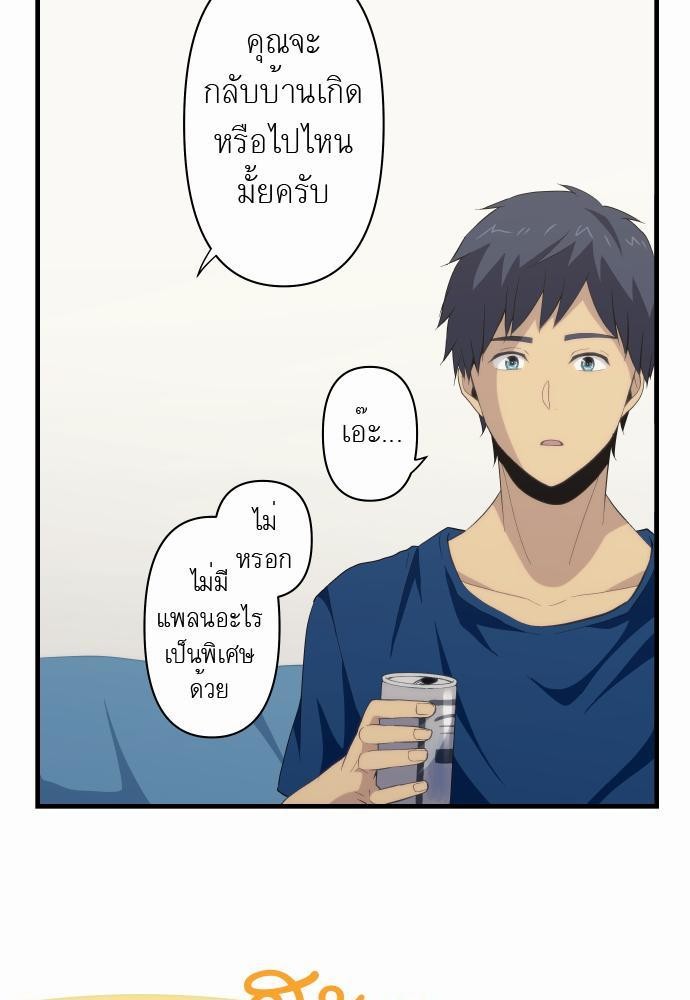 คุณจะ
กลับบ้านเกิด
หรือไปไหน
มั้ยครับ
เอ๊ะ...
ไม่
หรอก
ไม่มี
แพลนอะไร
เป็นพิเศษ
ด้วย